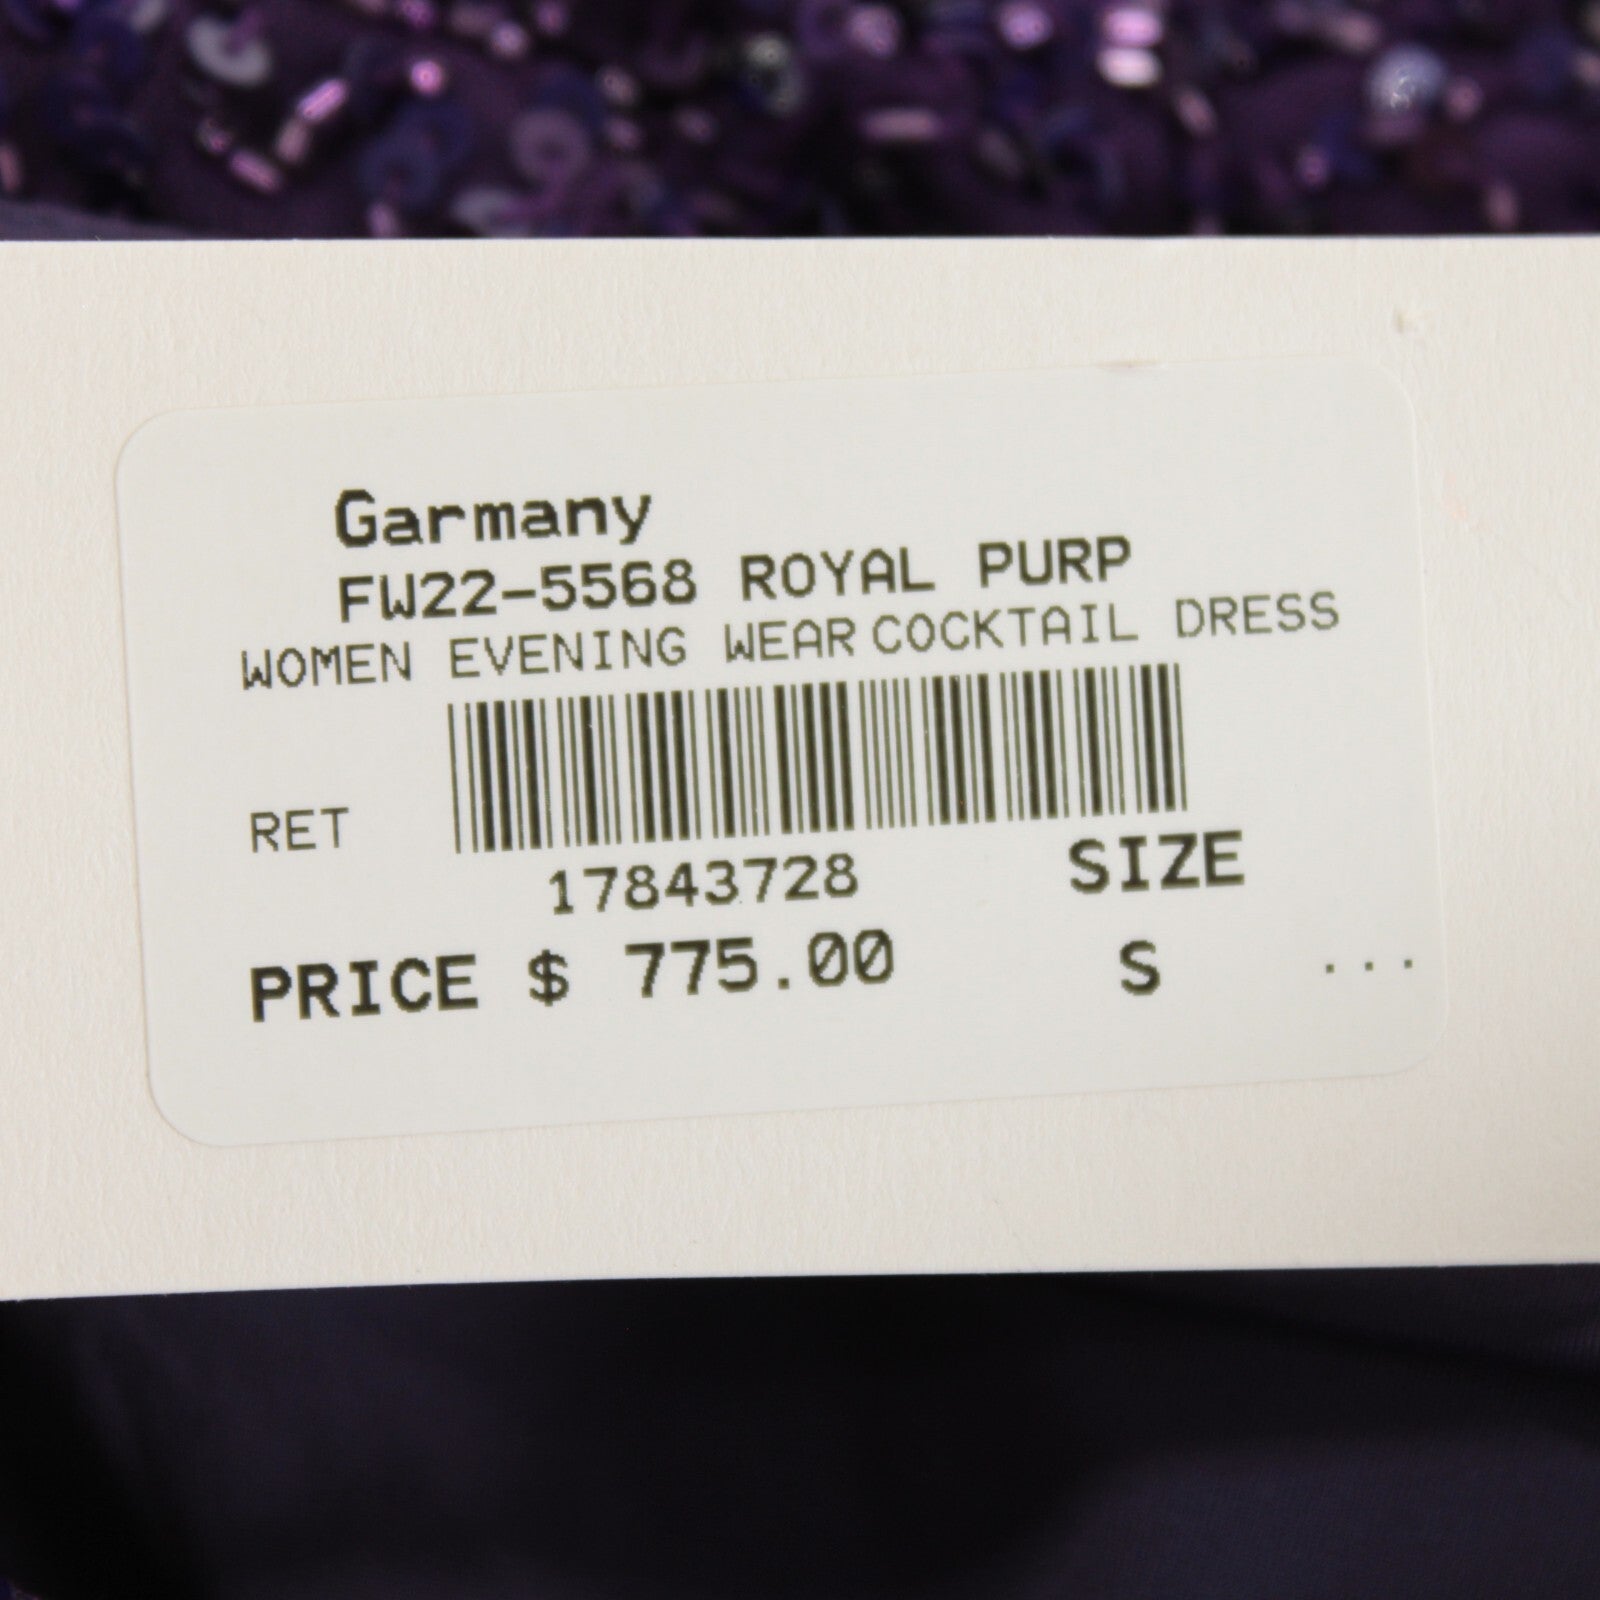 Garmany
FW22-5568 ROYAL PURP
WOMEN EVENING WEAR COCKTAIL DRESS
RET
17843728
SIZE
PRICE $ 775.00 S ...